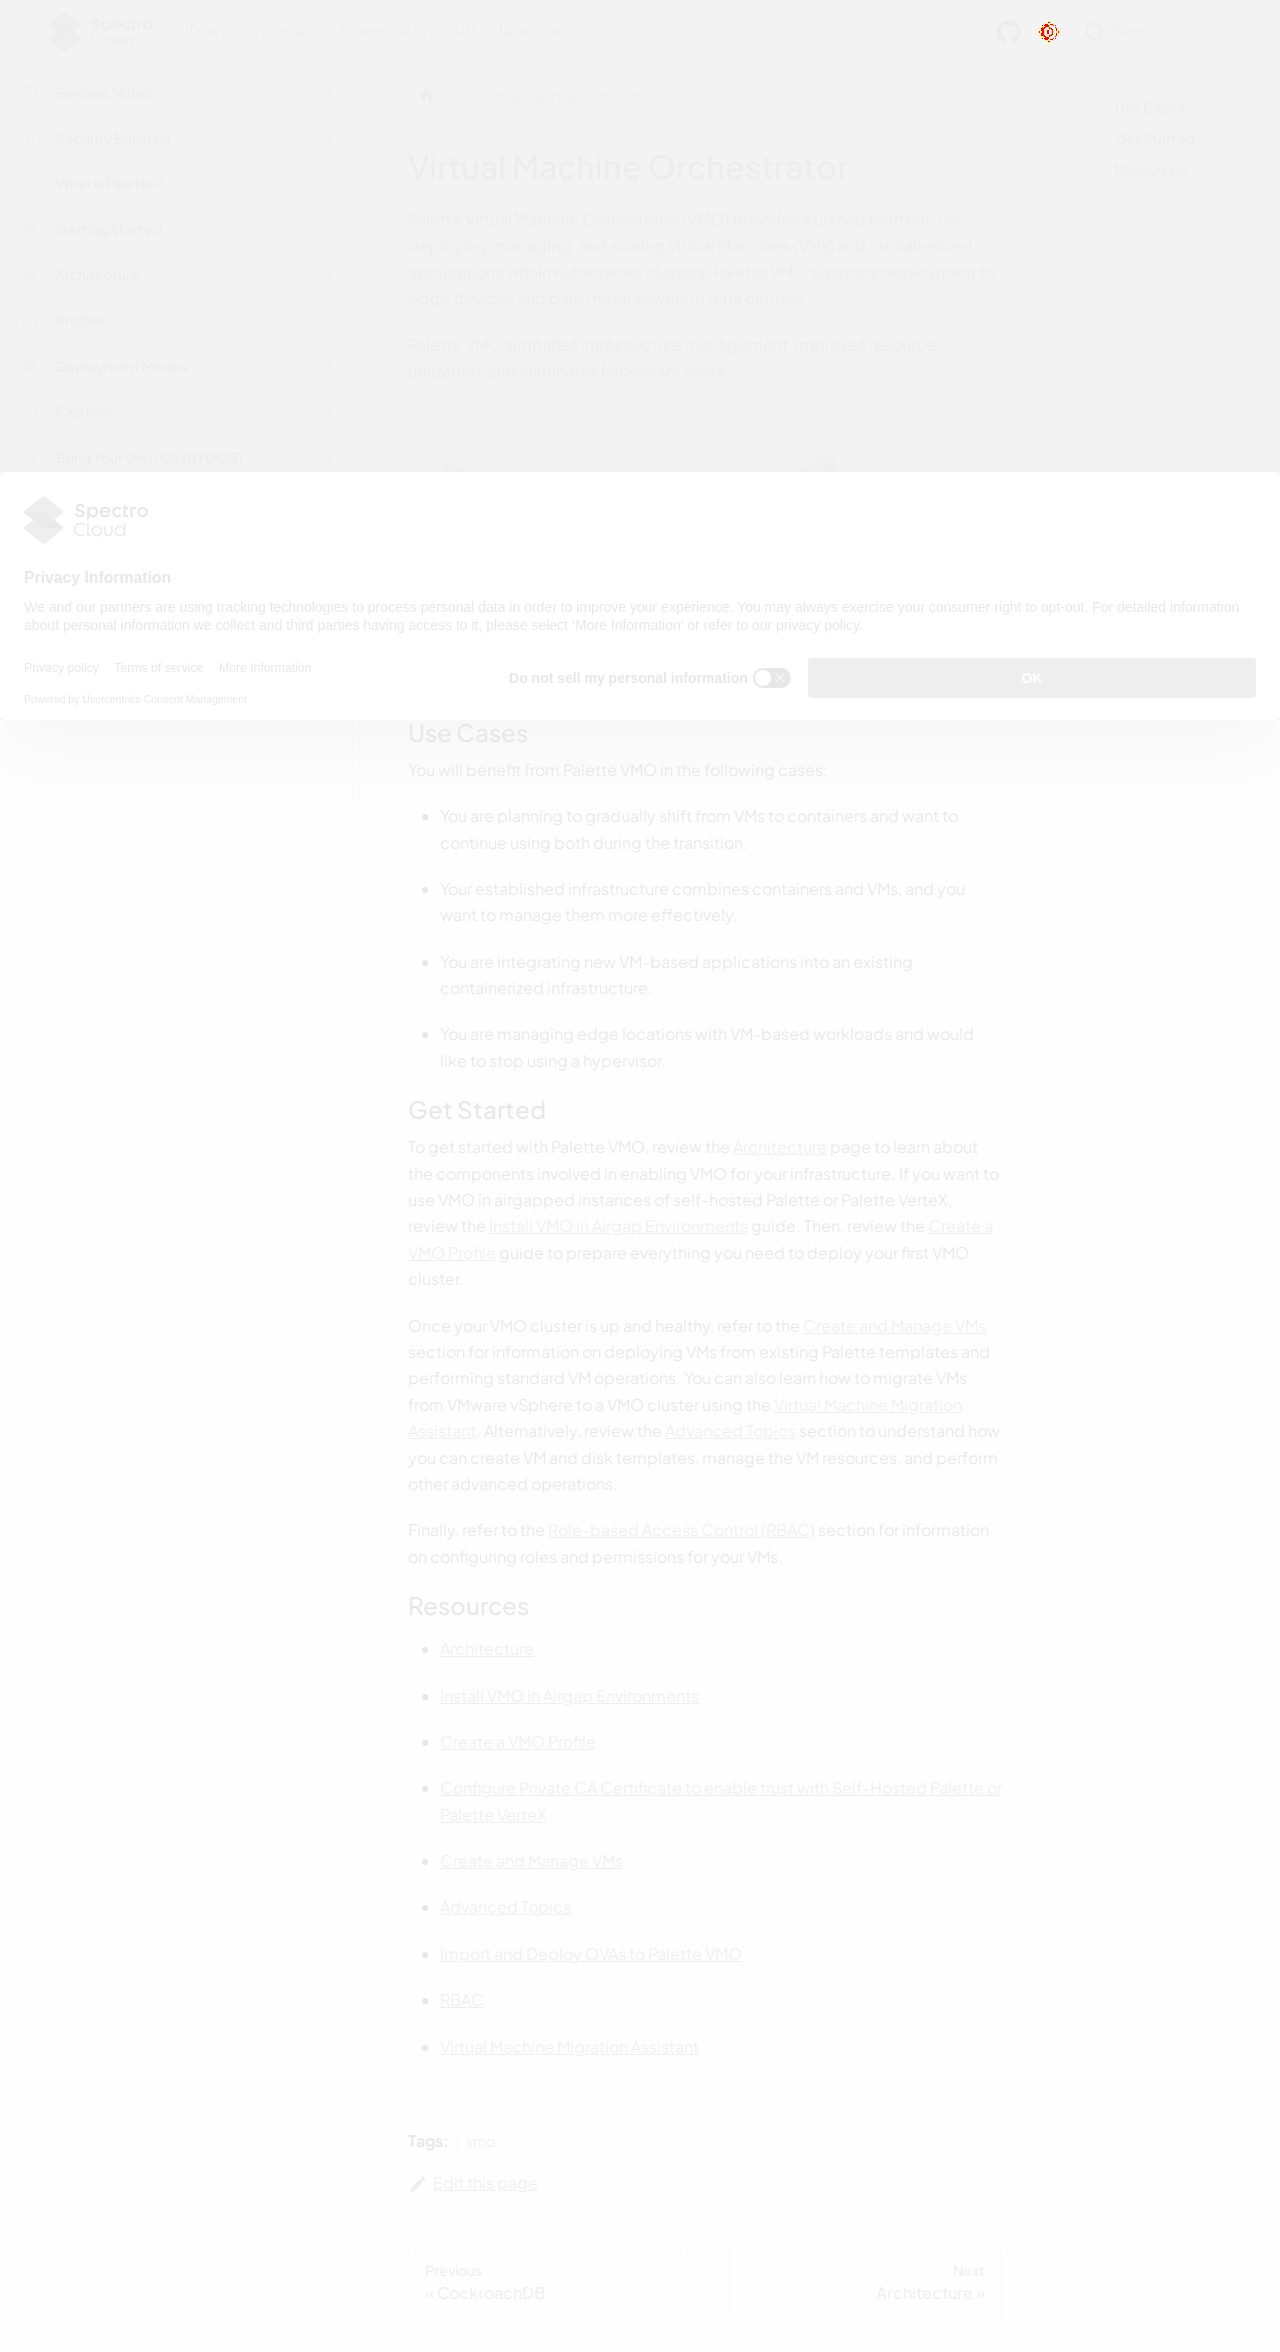 Spectro
Cloud
Docs
Tutorials
Downloads
API
latest
Search
Release Notes
Security Bulletins
What is Palette?
Getting Started
Architecture
Profiles
Deployment Modes
Clusters
Bring Your Own OS (BYOOS)
Virtual Machine Orchestrator
Use Cases
Get Started
Resources
Virtual Machine Orchestrator
Palette Virtual Machine Orchestrator (VMO) provides a unified platform for
deploying, managing, and scaling Virtual Machines (VMs) and containerized
applications within Kubernetes clusters. Palette VMO supports deployment to
edge devices and bare metal servers in data centers.
Palette VMO simplifies infrastructure management, improves resource
utilization, and eliminates hypervisor costs.
Spectro
Cloud
Privacy Information
We and our partners are using tracking technologies to process personal data in order to improve your experience. You may always exercise your consumer right to opt-out. For detailed information
about personal information we collect and third parties having access to it, please select 'More Information' or refer to our privacy policy.
Privacy policy
Terms of service
More Information
Powered by Usercentrics Consent Management
Do not sell my personal information
OK
Use Cases
You will benefit from Palette VMO in the following cases:
You are planning to gradually shift from VMs to containers and want to
continue using both during the transition.
Your established infrastructure combines containers and VMs, and you
want to manage them more effectively.
You are integrating new VM-based applications into an existing
containerized infrastructure.
You are managing edge locations with VM-based workloads and would
like to stop using a hypervisor.
Get Started
To get started with Palette VMO, review the Architecture page to learn about
the components involved in enabling VMO for your infrastructure. If you want to
use VMO in airgapped instances of self-hosted Palette or Palette VerteX,
review the Install VMO in Airgap Environments guide. Then, review the Create a
VMO Profile guide to prepare everything you need to deploy your first VMO
cluster.
Once your VMO cluster is up and healthy, refer to the Create and Manage VMs
section for information on deploying VMs from existing Palette templates and
performing standard VM operations. You can also learn how to migrate VMs
from VMware vSphere to a VMO cluster using the Virtual Machine Migration
Assistant. Alternatively, review the Advanced Topics section to understand how
you can create VM and disk templates, manage the VM resources, and perform
other advanced operations.
Finally, refer to the Role-based Access Control (RBAC) section for information
on configuring roles and permissions for your VMs.
Resources
Architecture
Install VMO in Airgap Environments
Create a VMO Profile
Configure Private CA Certificate to enable trust with Self-Hosted Palette or
Palette VerteX
Create and Manage VMs
Advanced Topics
Import and Deploy OVAs to Palette VMO
RBAC
Virtual Machine Migration Assistant
Tags:
vmo
Edit this page
Previous
« CockroachDB
Next
Architecture »